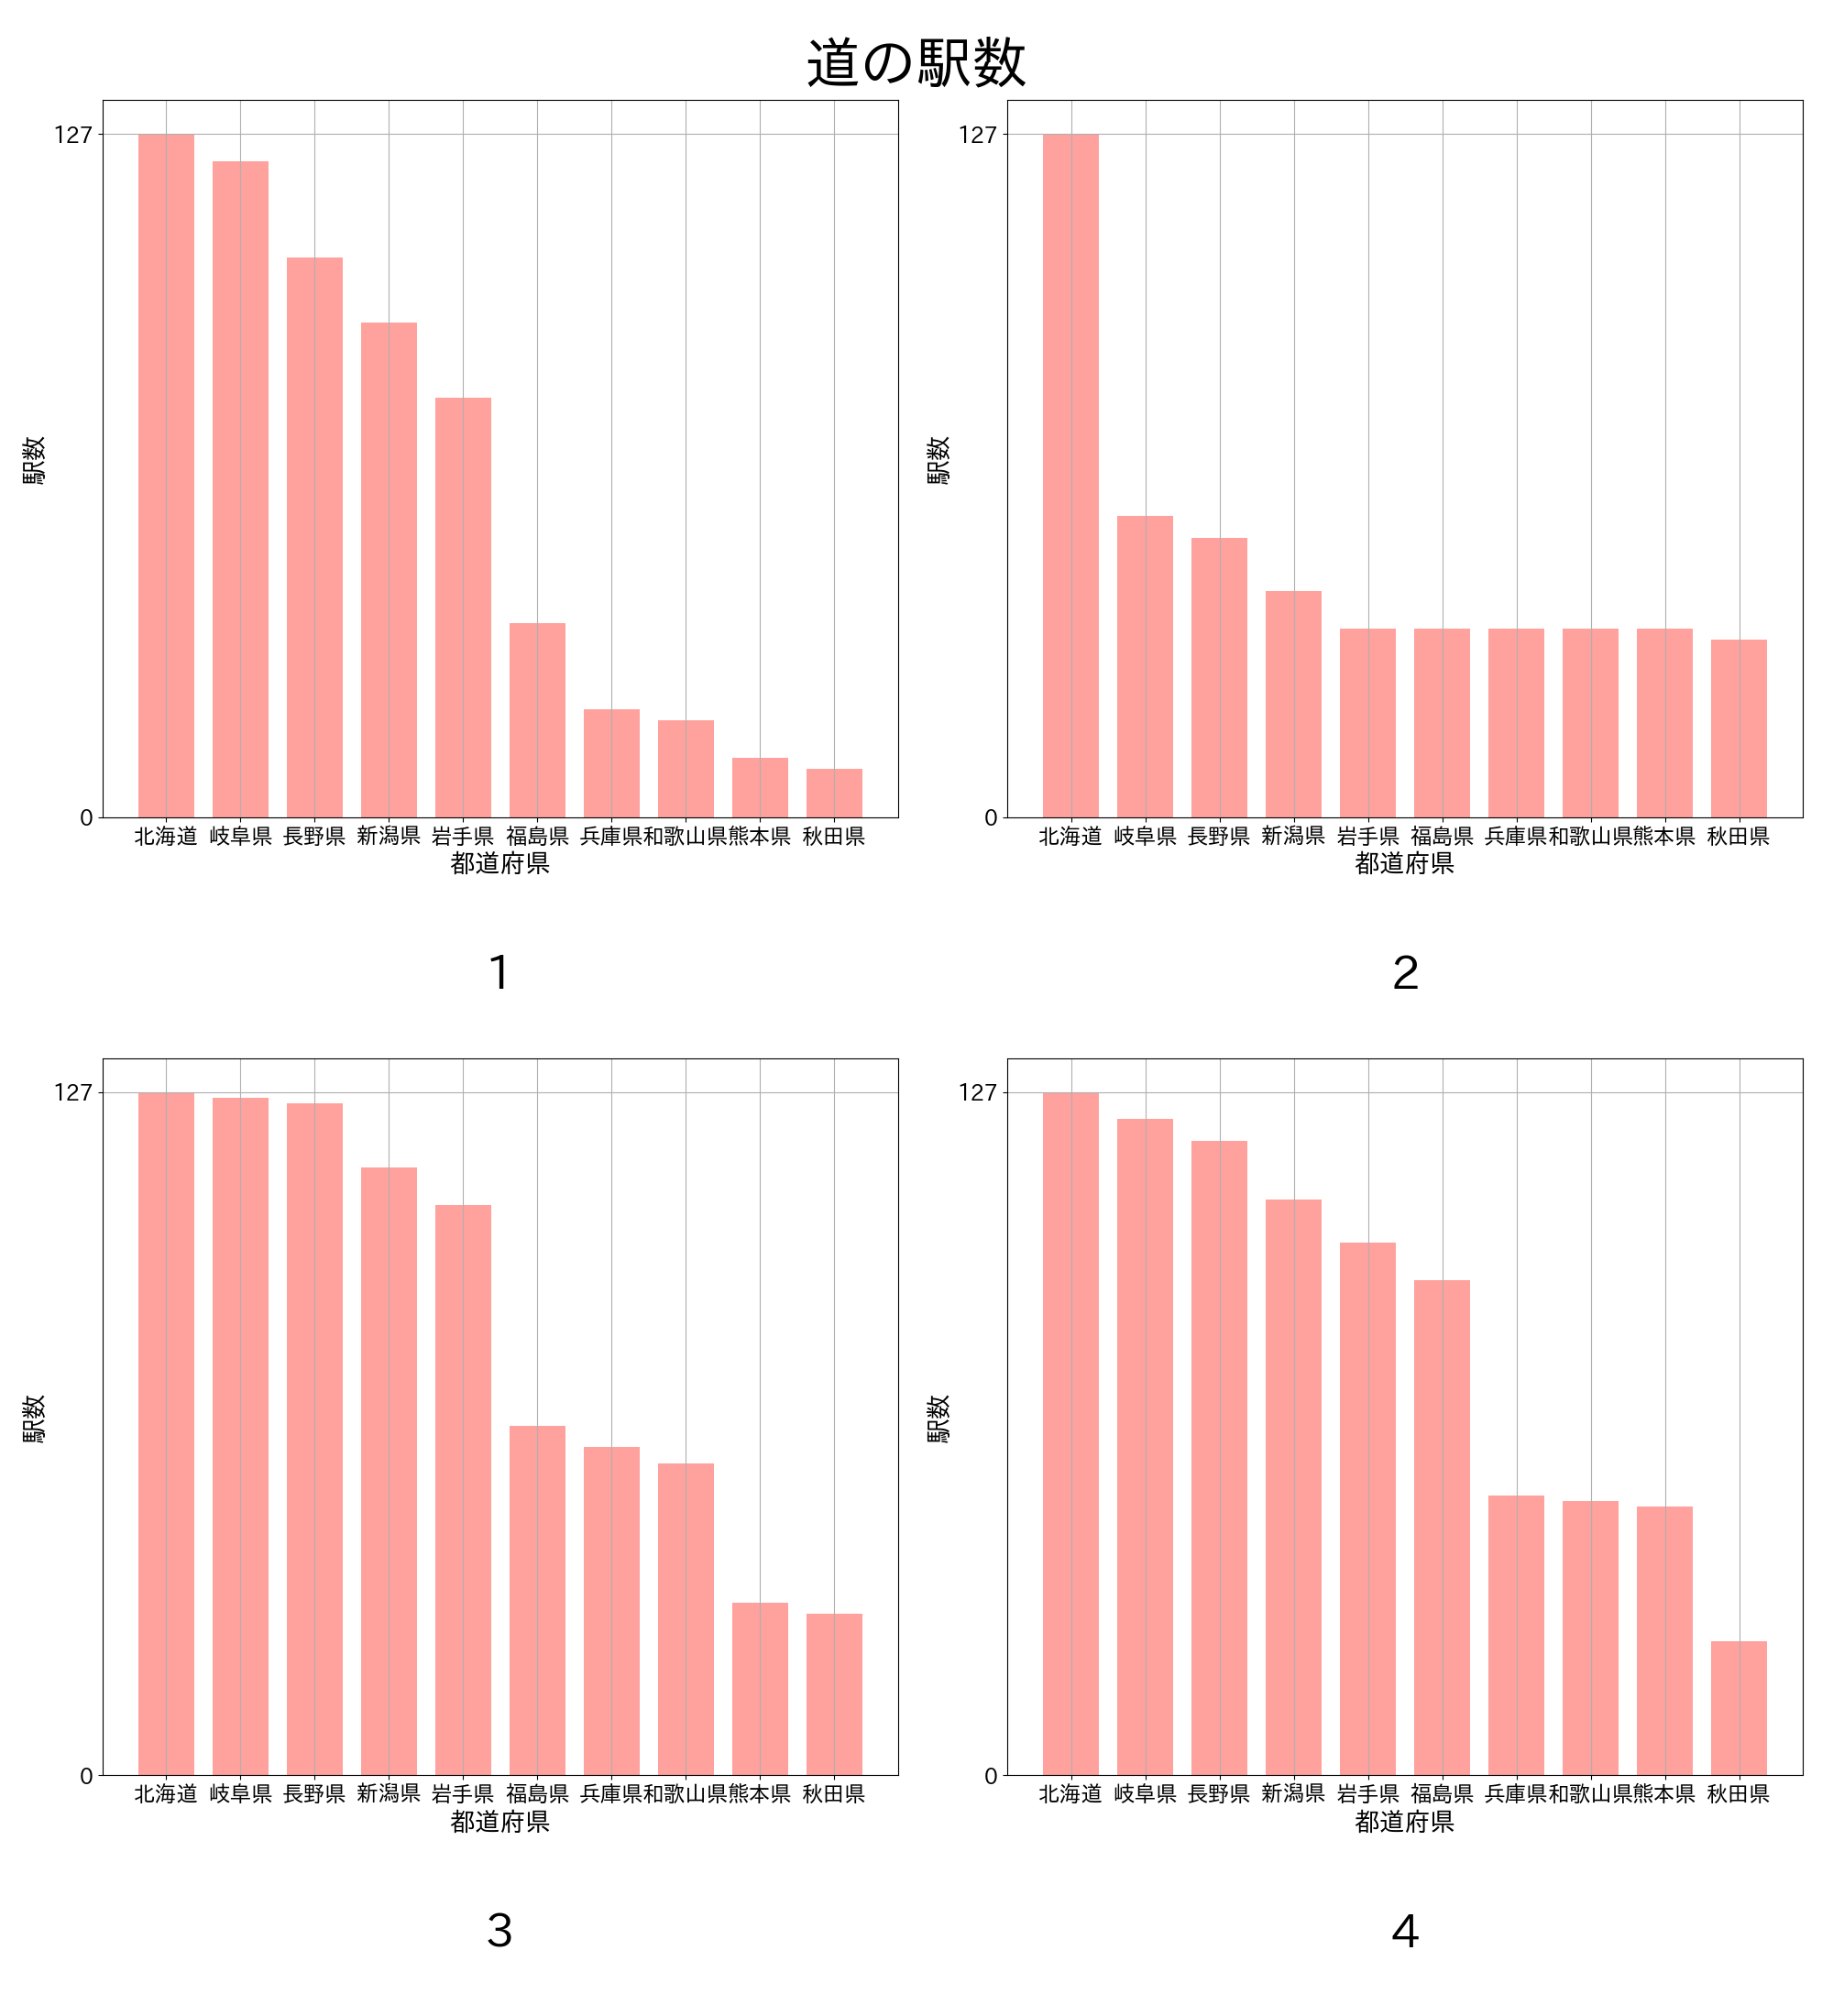 道の駅数
127
0
駅数
北海道 岐阜県 長野県 新潟県 岩手県 福島県 兵庫県 和歌山県 熊本県 秋田県
都道府県
1
127
0
駅数
北海道 岐阜県 長野県 新潟県 岩手県 福島県 兵庫県 和歌山県 熊本県 秋田県
都道府県
2
127
0
駅数
北海道 岐阜県 長野県 新潟県 岩手県 福島県 兵庫県 和歌山県 熊本県 秋田県
都道府県
3
127
0
駅数
北海道 岐阜県 長野県 新潟県 岩手県 福島県 兵庫県 和歌山県 熊本県 秋田県
都道府県
4